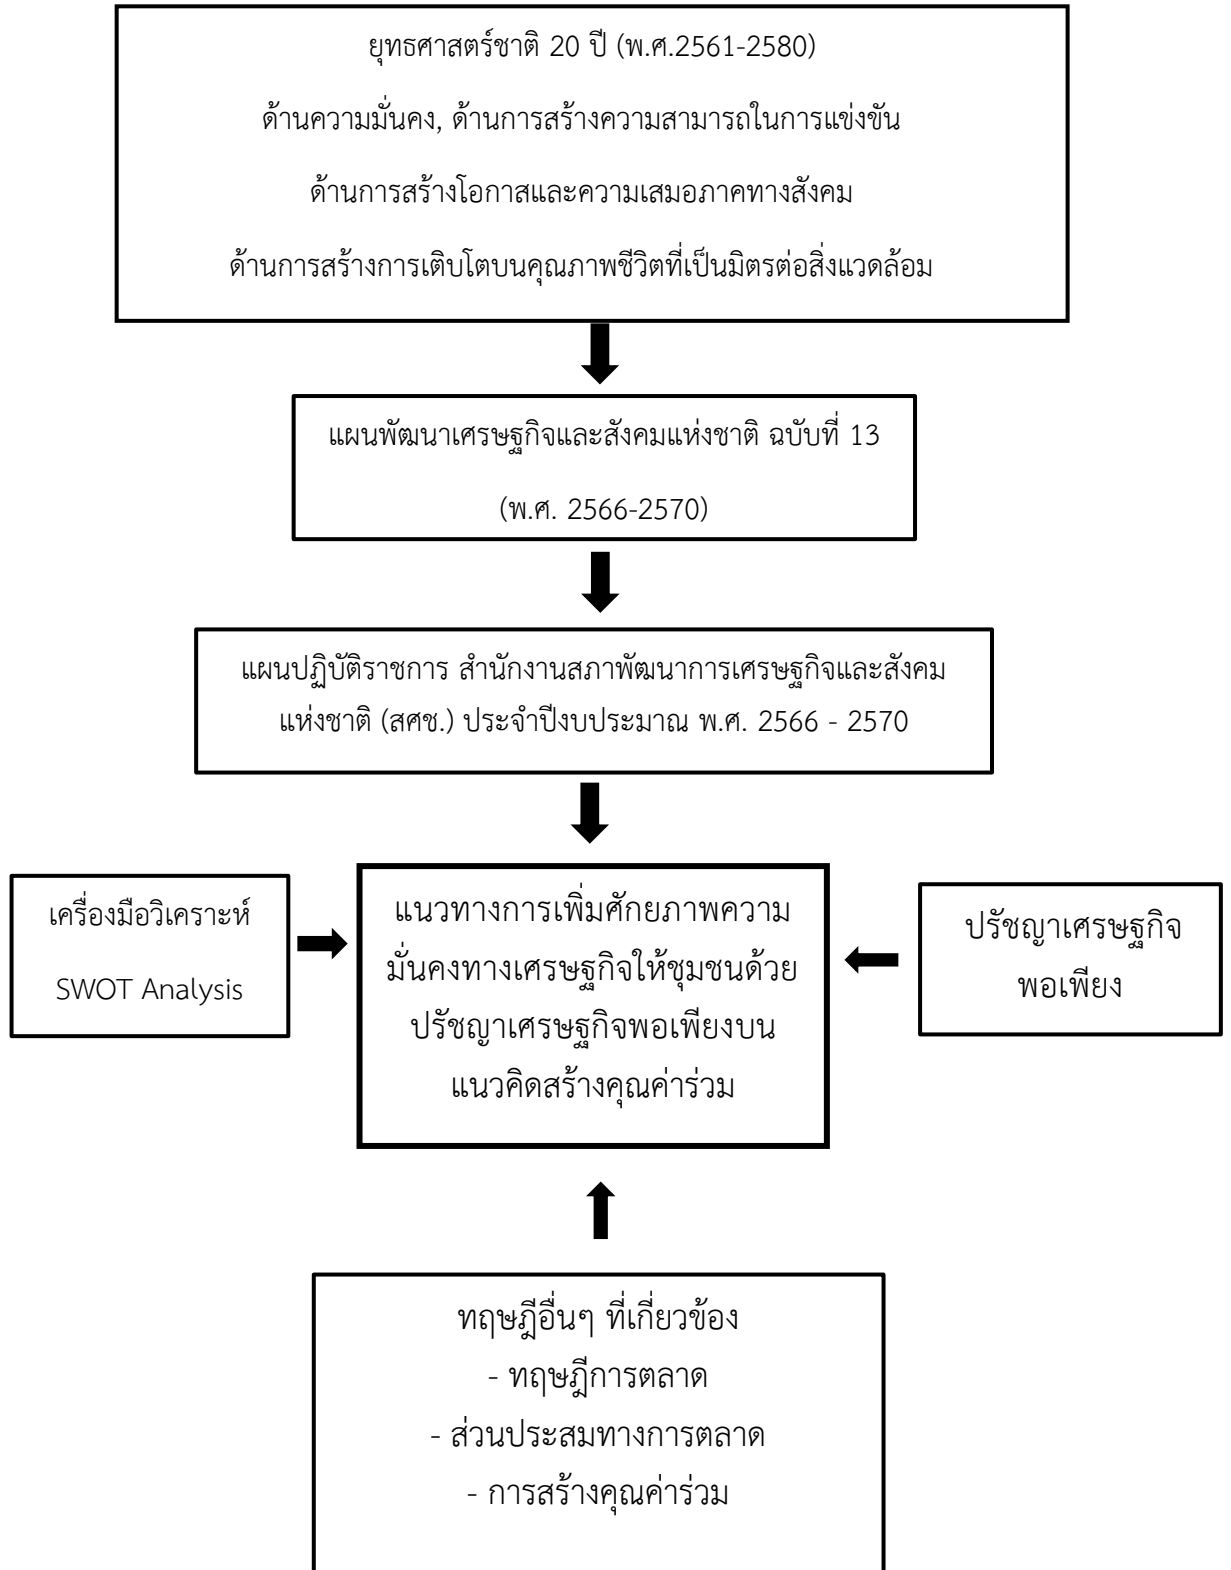 ยุทธศาสตร์ชาติ 20 ปี (พ.ศ.2561-2580)
ด้านความมั่นคง, ด้านการสร้างความสามารถในการแข่งขัน
ด้านการสร้างโอกาสและความเสมอภาคทางสังคม
ด้านการสร้างการเติบโตบนคุณภาพชีวิตที่เป็นมิตรต่อสิ่งแวดล้อม
แผนพัฒนาเศรษฐกิจและสังคมแห่งชาติ ฉบับที่ 13
(พ.ศ. 2566-2570)
แผนปฏิบัติราชการ สำนักงานสภาพัฒนาการเศรษฐกิจและสังคม
แห่งชาติ (สศช.) ประจำปีงบประมาณ พ.ศ. 2566 - 2570
เครื่องมือวิเคราะห์
SWOT Analysis
แนวทางการเพิ่มศักยภาพความ
มั่นคงทางเศรษฐกิจให้ชุมชนด้วย
ปรัชญาเศรษฐกิจพอเพียงบน
แนวคิดสร้างคุณค่าร่วม
ปรัชญาเศรษฐกิจ
พอเพียง
ทฤษฎีอื่นๆ ที่เกี่ยวข้อง
- ทฤษฎีการตลาด
- ส่วนประสมทางการตลาด
- การสร้างคุณค่าร่วม